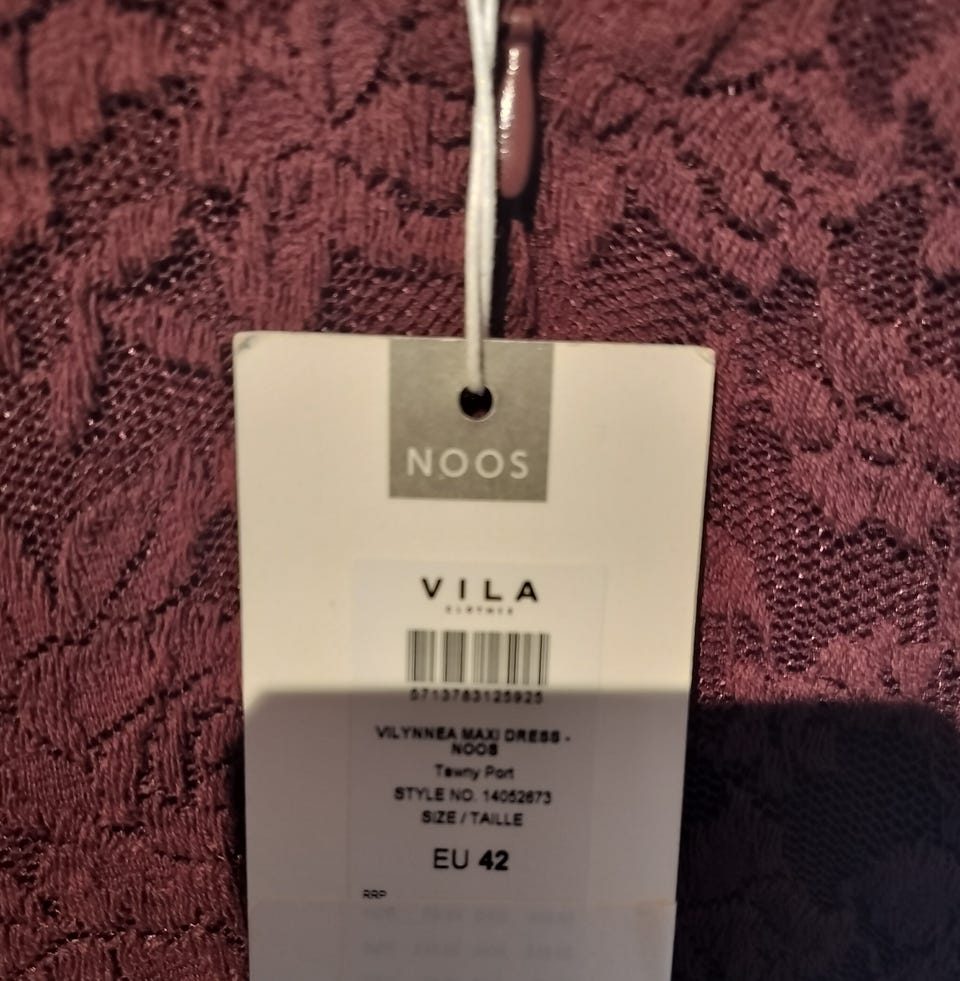 NOOS
VILA
CLOTHES
5713783125925
VILYNNEA MAXI DRESS -
NOOS
Tawny Port
STYLE NO. 14052673
SIZE / TAILLE
EU 42
RRP